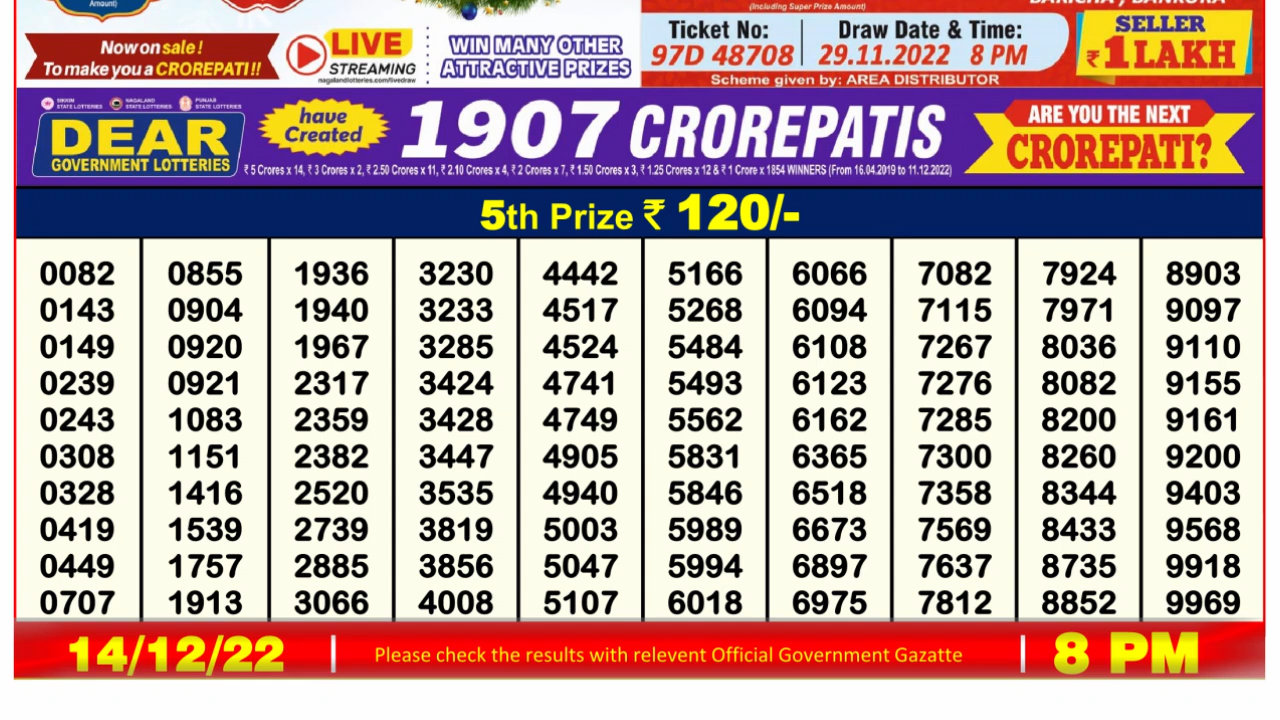 Amount)
(Including Super Prize Amount)
BARICHA, BANKURA
Now on sale!
To make you a CROREPATI!!
LIVE
STREAMING
nagalandlotteries.com/livedraw
WIN MANY OTHER
ATTRACTIVE PRIZES
Ticket No:
97D 48708
Draw Date & Time:
29.11.2022 8 PM
SELLER
₹1 LAKH
Scheme given by: AREA DISTRIBUTOR
SIKKIM
STATE LOTTERIES
NAGALAND
STATE LOTTERIES
PUNJAB
STATE LOTTERIES
DEAR
GOVERNMENT LOTTERIES
have
Created
1907 CROREPATIS
₹ 5 Crores x 14, ₹ 3 Crores x 2, ₹ 2.50 Crores x 11, ₹ 2.10 Crores x 4, ₹ 2 Crores x 7, ₹ 1.50 Crores x 3, ₹ 1.25 Crores x 12 & ₹ 1 Crore x 1854 WINNERS (From 16.04.2019 to 11.12.2022)
ARE YOU THE NEXT
CROREPATI?
5th Prize ₹ 120/-
0082 0855 1936 3230 4442 5166 6066 7082 7924 8903
0143 0904 1940 3233 4517 5268 6094 7115 7971 9097
0149 0920 1967 3285 4524 5484 6108 7267 8036 9110
0239 0921 2317 3424 4741 5493 6123 7276 8082 9155
0243 1083 2359 3428 4749 5562 6162 7285 8200 9161
0308 1151 2382 3447 4905 5831 6365 7300 8260 9200
0328 1416 2520 3535 4940 5846 6518 7358 8344 9403
0419 1539 2739 3819 5003 5989 6673 7569 8433 9568
0449 1757 2885 3856 5047 5994 6897 7637 8735 9918
0707 1913 3066 4008 5107 6018 6975 7812 8852 9969
14/12/22
Please check the results with relevent Official Government Gazatte
8 PM